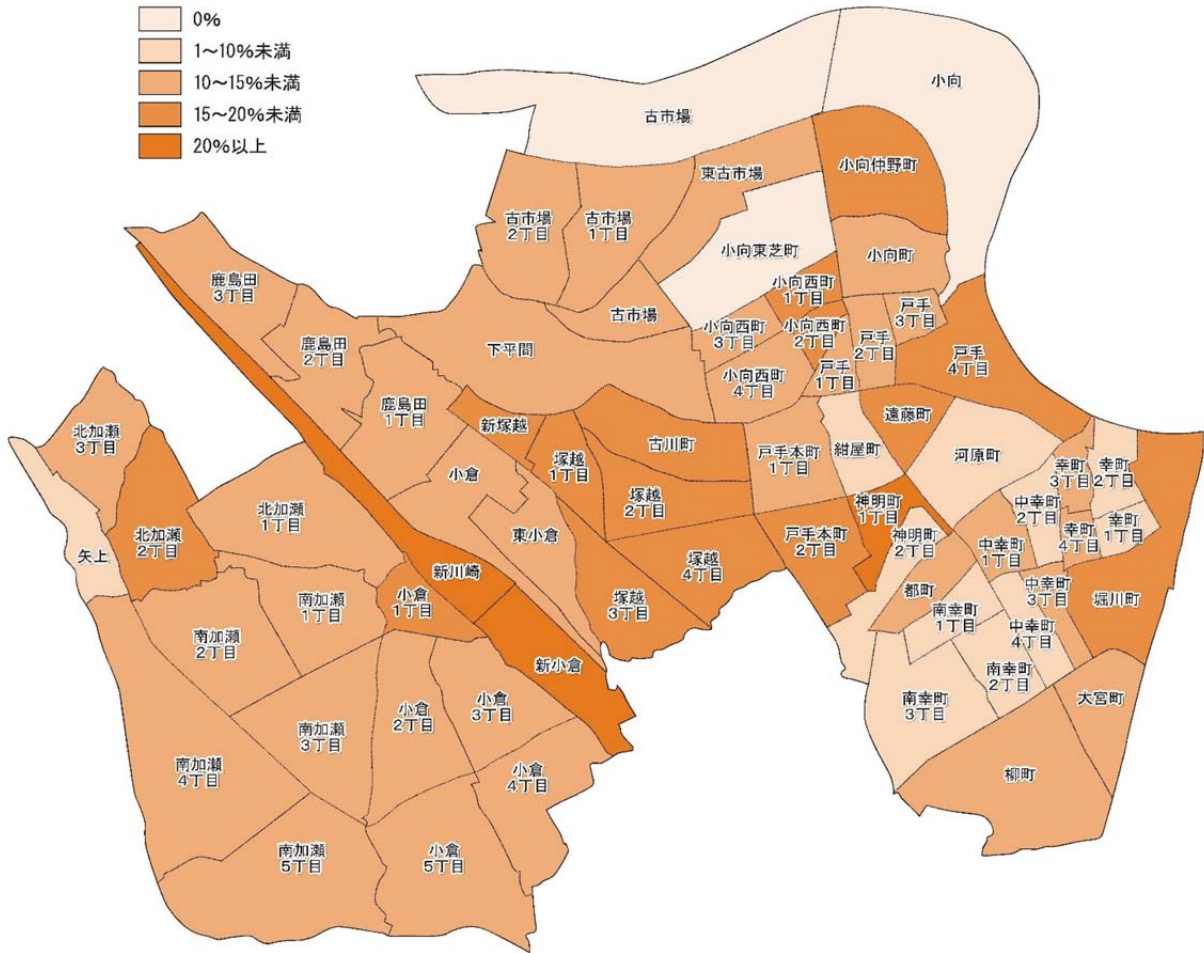 0%
1～10%未満
10～15%未満
15～20%未満
20%以上
小向
古市場
東古市場
小向仲野町
古市場
2丁目
古市場
1丁目
小向東芝町
小向町
鹿島田
3丁目
小向西町
1丁目
古市場
戸手
3丁目
鹿島田
2丁目
小向西町
3丁目
小向西町
2丁目
戸手
2丁目
下平間
戸手
4丁目
小向西町
4丁目
戸手
1丁目
鹿島田
1丁目
新塚越
遠藤町
北加瀬
3丁目
塚越
1丁目
古川町
戸手本町
1丁目
紺屋町
河原町
幸町
3丁目
幸町
2丁目
小倉
塚越
2丁目
中幸町
2丁目
北加瀬
1丁目
神明町
1丁目
幸町
4丁目
幸町
1丁目
北加瀬
2丁目
東小倉
戸手本町
2丁目
神明町
2丁目
中幸町
1丁目
矢上
新川崎
塚越
4丁目
都町
中幸町
3丁目
堀川町
小倉
1丁目
南加瀬
1丁目
塚越
3丁目
南幸町
1丁目
中幸町
4丁目
南加瀬
2丁目
新小倉
南幸町
2丁目
大宮町
南幸町
3丁目
小倉
2丁目
小倉
3丁目
南加瀬
3丁目
南加瀬
4丁目
小倉
4丁目
柳町
南加瀬
5丁目
小倉
5丁目